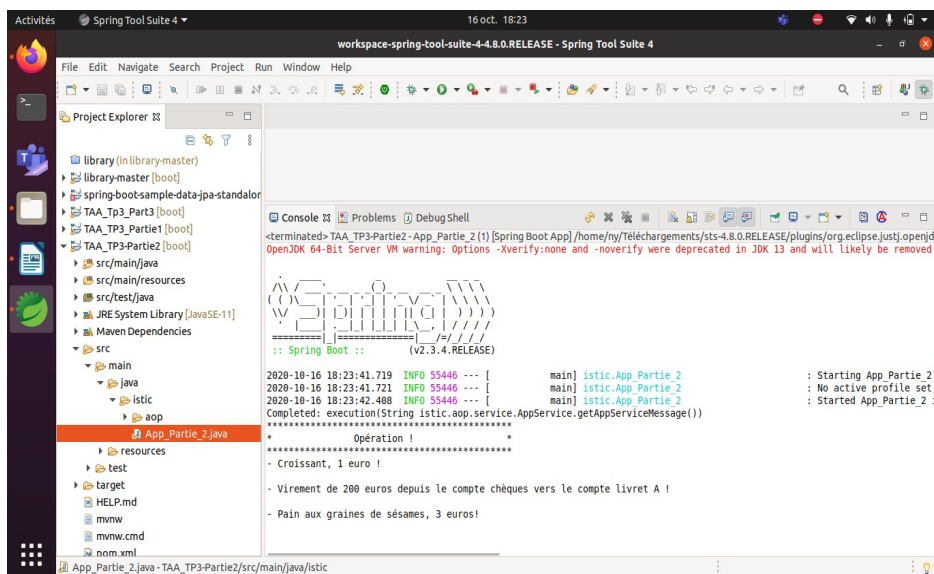 Activités Spring Tool Suite 4 16 oct. 18:23
workspace-spring-tool-suite-4-4.8.0.RELEASE - Spring Tool Suite 4
File Edit Navigate Search Project Run Window Help
Project Explorer
library (in library-master)
library-master [boot]
spring-boot-sample-data-jpa-standalor
TAA_Tp3_Part3 [boot]
TAA_TP3_Partie1 [boot]
TAA_TP3-Partie2 [boot]
src/main/java
src/main/resources
src/test/java
JRE System Library [JavaSE-11]
Maven Dependencies
src
main
java
istic
aop
App_Partie_2.java
resources
test
target
HELP.md
mvnw
mvnw.cmd
pom.xml
Console Problems Debug Shell
<terminated> TAA_TP3-Partie2 - App_Partie_2 (1) [Spring Boot App] /home/ny/Téléchargements/sts-4.8.0.RELEASE/plugins/org.eclipse.justj.openjd
OpenJDK 64-Bit Server VM warning: Options -Xverify:none and -noverify were deprecated in JDK 13 and will likely be removed
Spring
:: Spring Boot :: (v2.3.4.RELEASE)
2020-10-16 18:23:41.719 INFO 55446 --- [ main] istic.App_Partie_2 : Starting App_Partie_2
2020-10-16 18:23:41.721 INFO 55446 --- [ main] istic.App_Partie_2 : No active profile set,
2020-10-16 18:23:42.408 INFO 55446 --- [ main] istic.App_Partie_2 : Started App_Partie_2
Completed: execution(String istic.aop.service.AppService.getAppServiceMessage())
*********************************************
* Opération ! *
*********************************************
- Croissant, 1 euro !
- Virement de 200 euros depuis le compte chèques vers le compte livret A !
- Pain aux graines de sésames, 3 euros!
App_Partie_2.java - TAA_TP3-Partie2/src/main/java/istic